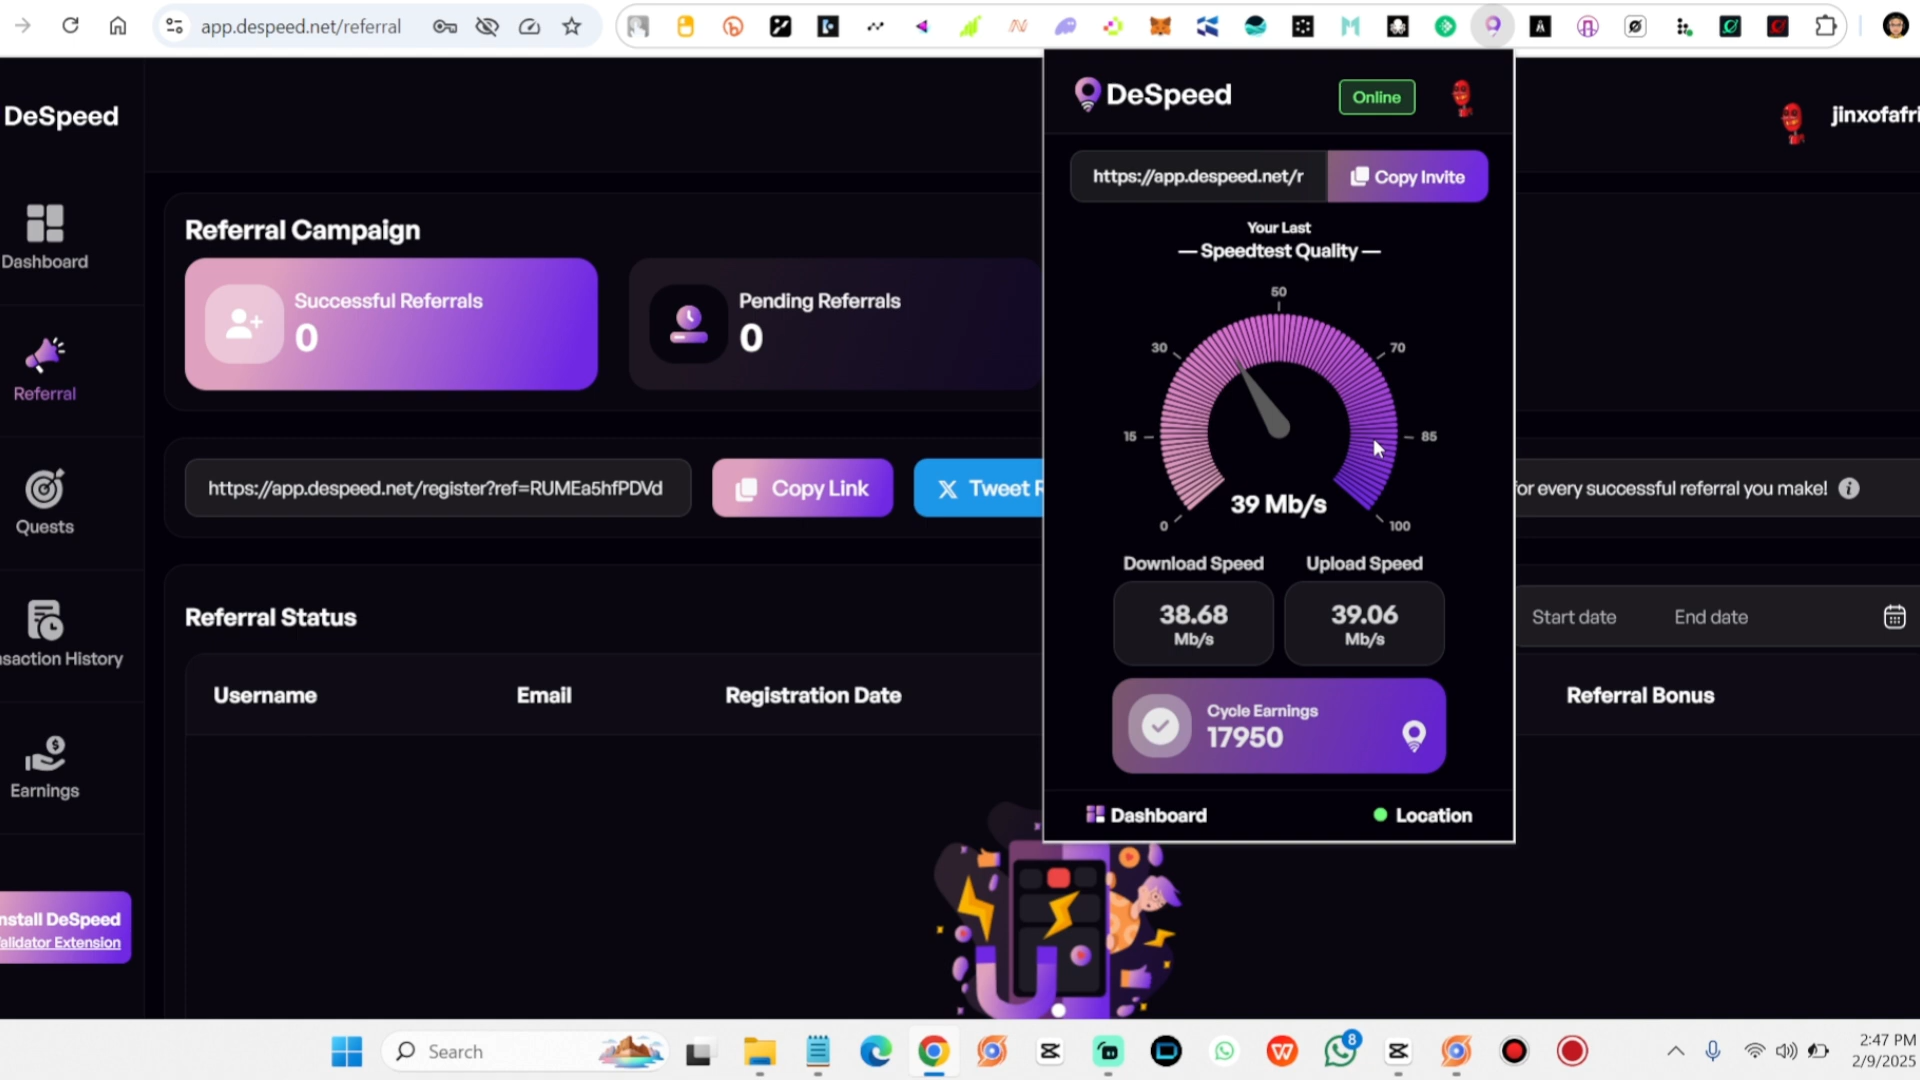 app.despeed.net/referral
DeSpeed
jinxofafri
Dashboard
Referral
Quests
nsaction History
Earnings
nstall DeSpeed
alidator Extension
Referral Campaign
Successful Referrals
0
Pending Referrals
0
https://app.despeed.net/register?ref=RUMEa5hfPDVd
Copy Link
Tweet R
for every successful referral you make!
Referral Status
Start date
End date
Username
Email
Registration Date
Referral Bonus
DeSpeed
Online
https://app.despeed.net/r
Copy Invite
Your Last
— Speedtest Quality —
50
30
70
15
85
39 Mb/s
0
100
Download Speed
Upload Speed
38.68
Mb/s
39.06
Mb/s
Cycle Earnings
17950
Dashboard
Location
Search
8
2:47 PM
2/9/2025